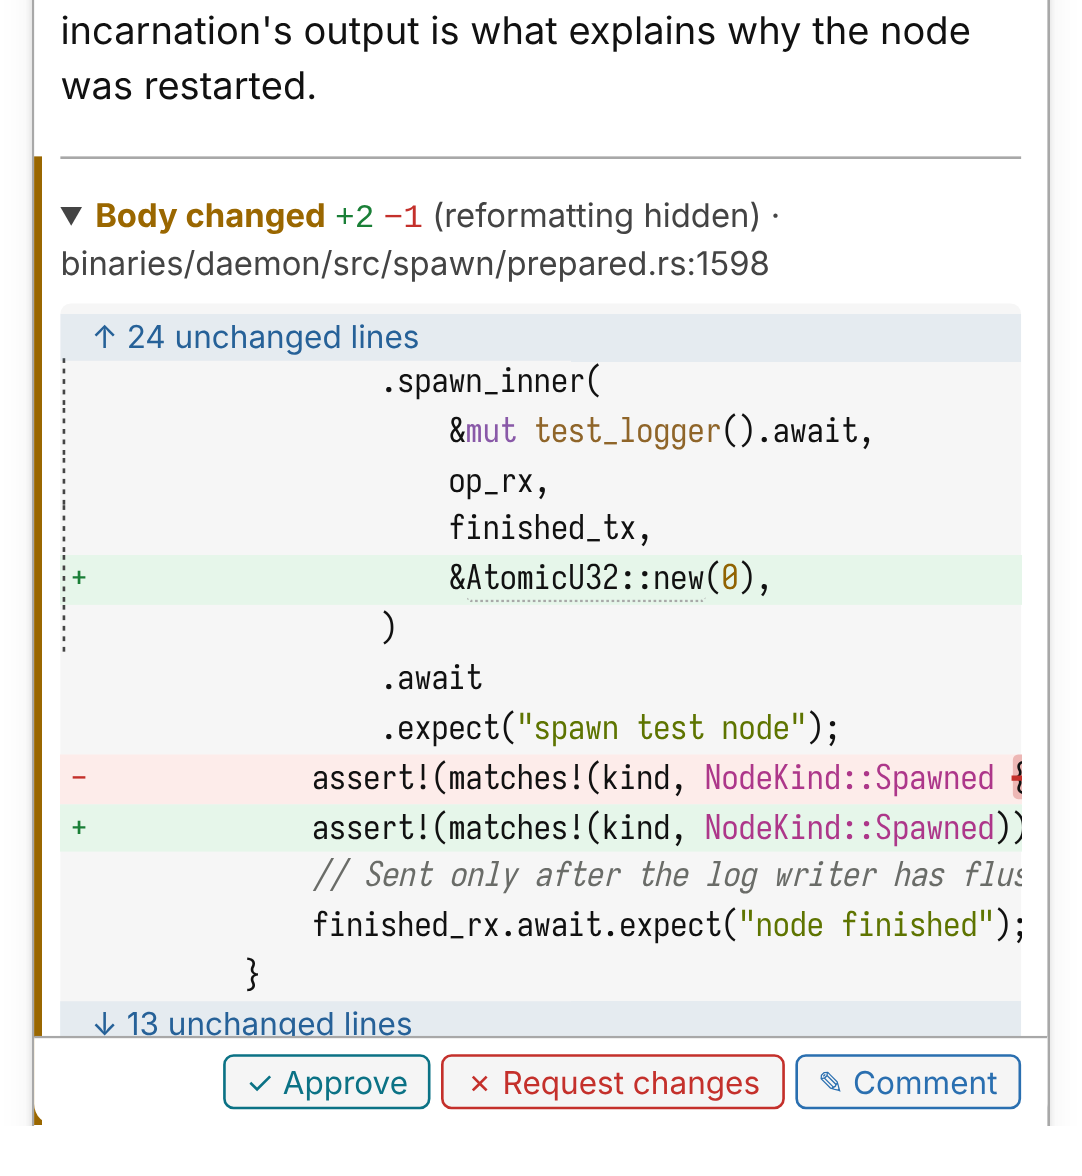 incarnation's output is what explains why the node
was restarted.
▼ Body changed +2 −1 (reformatting hidden) ·
binaries/daemon/src/spawn/prepared.rs:1598
↑ 24 unchanged lines
.spawn_inner(
&mut test_logger().await,
op_rx,
finished_tx,
+ &AtomicU32::new(0),
)
.await
.expect("spawn test node");
− assert!(matches!(kind, NodeKind::Spawned {
+ assert!(matches!(kind, NodeKind::Spawned))
// Sent only after the log writer has flus
finished_rx.await.expect("node finished");
}
↓ 13 unchanged lines
✓ Approve × Request changes ✎ Comment